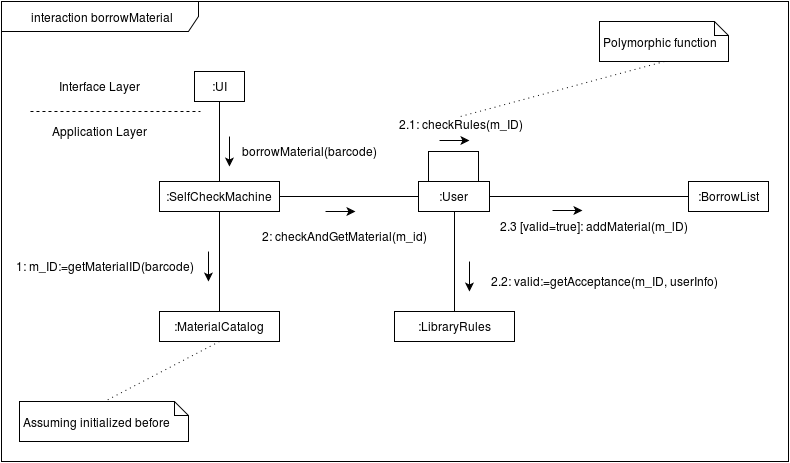 interaction borrowMaterial
Polymorphic function
Interface Layer
:UI
Application Layer
2.1: checkRules(m_ID)
borrowMaterial(barcode)
:SelfCheckMachine
:User
:BorrowList
2: checkAndGetMaterial(m_id)
2.3 [valid=true]: addMaterial(m_ID)
1: m_ID:=getMaterialID(barcode)
2.2: valid:=getAcceptance(m_ID, userInfo)
:MaterialCatalog
:LibraryRules
Assuming initialized before